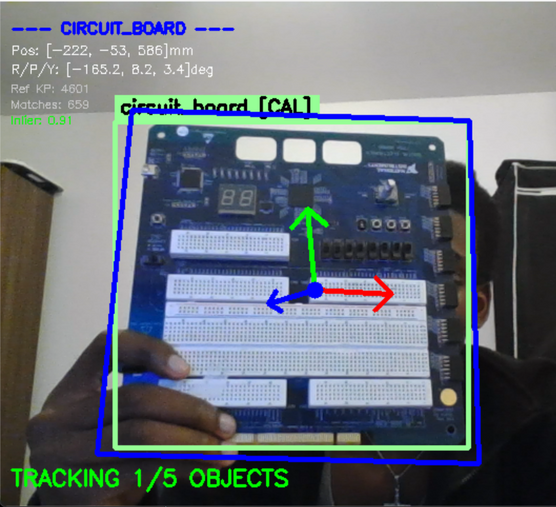 --- CIRCUIT_BOARD ---
Pos: [-222, -53, 586]mm
R/P/Y: [-165.2, 8.2, 3.4]deg
Ref KP: 4601
Matches: 659
Infer: 0.91
circuit_board [CAL]
88
TRACKING 1/5 OBJECTS